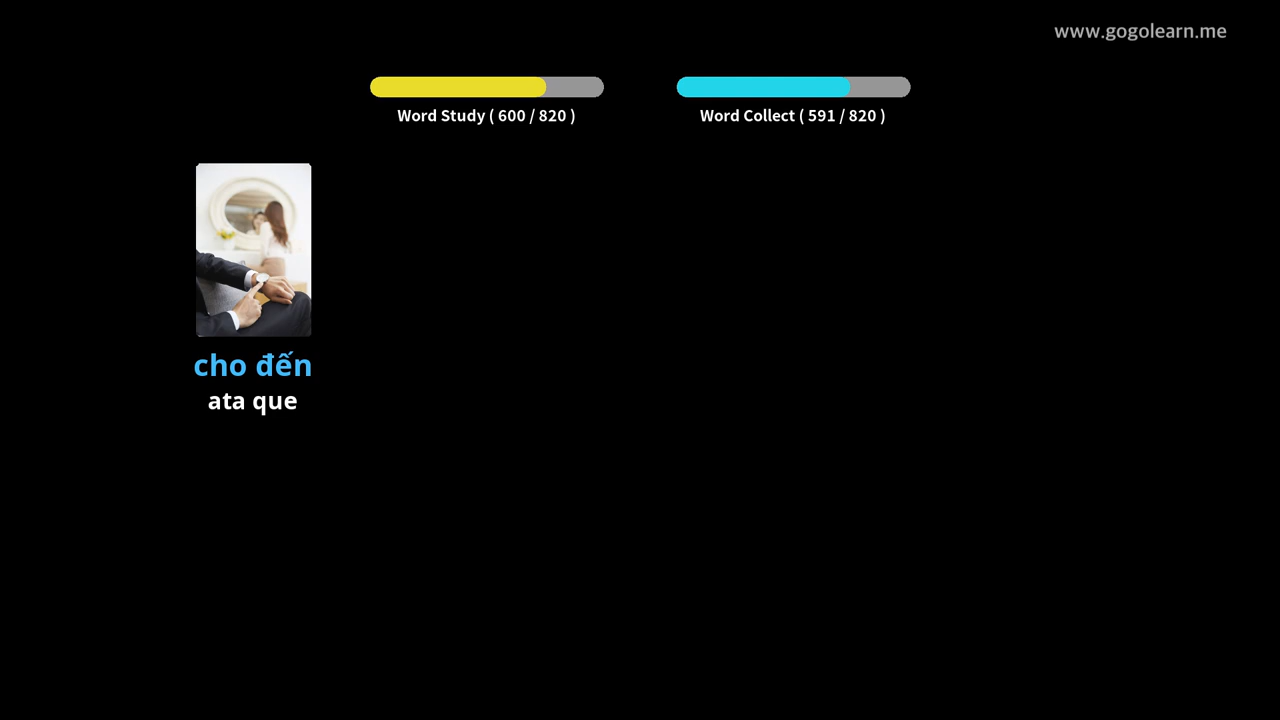 www.gogolearn.me
Word Study ( 600 / 820 )
Word Collect ( 591 / 820 )
cho đến
ata que